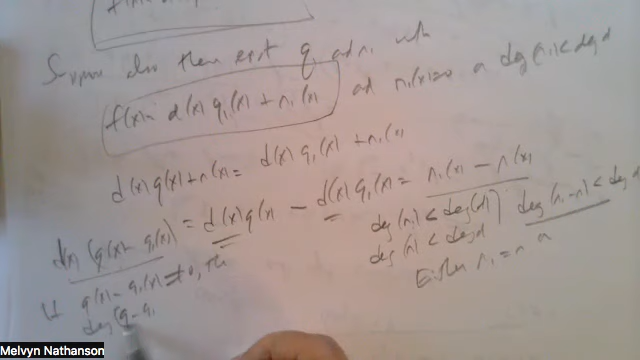 Suppose also there exist q₁ and r₁ with
f(x) = d(x) q₁(x) + r₁(x) and r₁(x)=0 or deg(r₁) < deg d
d(x)q(x)+r(x) = d(x) q₁(x) + r₁(x)
d(x) (q(x) - q₁(x)) = d(x)q(x) - d(x)q₁(x) = r₁(x) - r(x)
deg(r₁) < deg(d)
deg(r) < deg d
deg(r₁-r) < deg d
Either r₁ = r or
If q(x) - q₁(x) ≠ 0, then
deg(q - q₁
Melvyn Nathanson